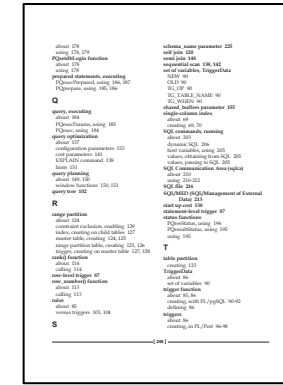 about 178
using 178, 179
PQsetdbLogin function
about 178
using 178
prepared statements, executing
PQexecPrepared, using 186, 187
PQprepare, using 185, 186
Q
query, executing
about 184
PQexecParams, using 185
PQexec, using 184
query optimization
about 137
configuration parameters 153
cost parameters 141
EXPLAIN command 138
hints 151
query planning
about 149, 150
window functions 150, 151
query tree 102
R
range partition
about 124
constraint exclusion, enabling 129
index, creating on child tables 127
master table, creating 124, 125
range partition table, creating 125, 126
trigger, creating on master table 127, 128
rank() function
about 114
calling 114
row-level trigger 87
row_number() function
about 113
calling 113
rules
about 85
versus triggers 103, 104
S
schema_name parameter 225
self join 120
semi join 148
sequential scan 138, 142
set of variables, TriggerData
NEW 90
OLD 90
TG_OP 90
TG_TABLE_NAME 90
TG_WHEN 90
shared_buffers parameter 155
single-column index
about 69
creating 69, 70
SQL commands, running
about 205
dynamic SQL 206
host variables, using 205
values, obtaining from SQL 205
values, passing to SQL 205
SQL Communication Area (sqlca)
about 210
using 210-212
SQL file 216
SQL/MED (SQL/Management of External
Data) 213
start up cost 138
statement-level trigger 87
status functions
PQresStatus, using 196
PQresultStatus, using 195
using 195
T
table partition
creating 123
TriggerData
about 86
set of variables 90
trigger function
about 85, 86
creating, with PL/pgSQL 90-92
defining 86
triggers
about 86
creating, in PL/Perl 96-98
[ 248 ]